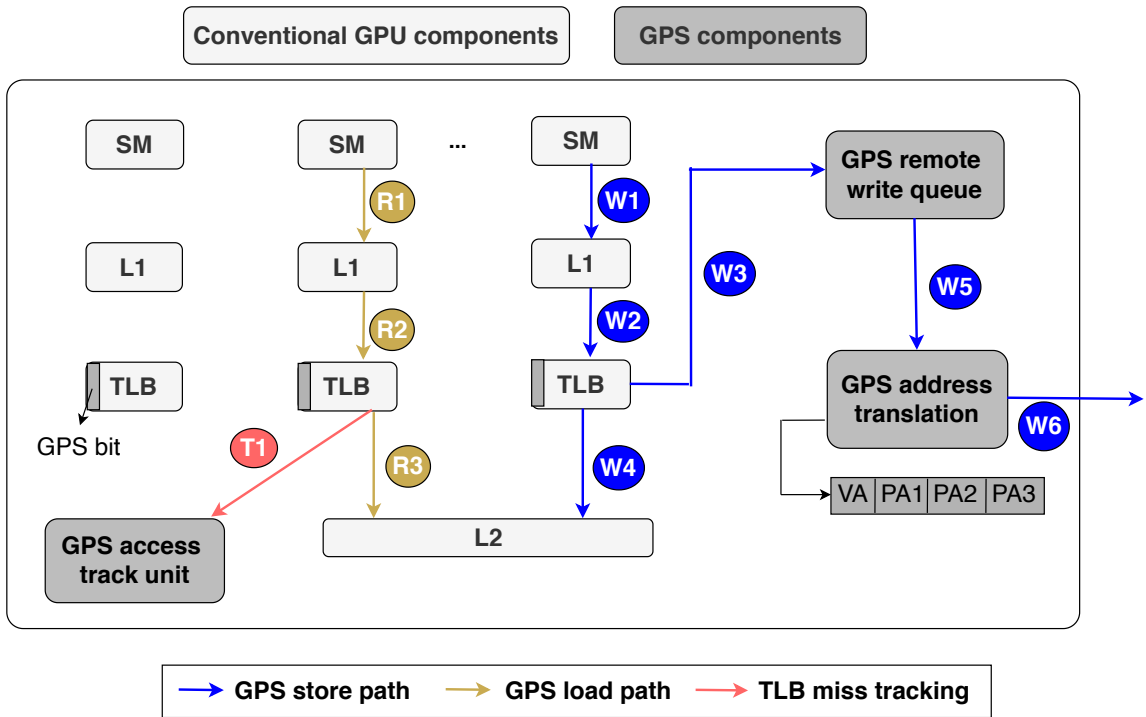 Conventional GPU components
GPS components
SM
SM
...
SM
GPS remote
write queue
R1
W1
L1
L1
L1
W3
W5
R2
W2
TLB
TLB
TLB
GPS address
translation
GPS bit
T1
R3
W4
W6
VA PA1 PA2 PA3
L2
GPS access
track unit
GPS store path
GPS load path
TLB miss tracking